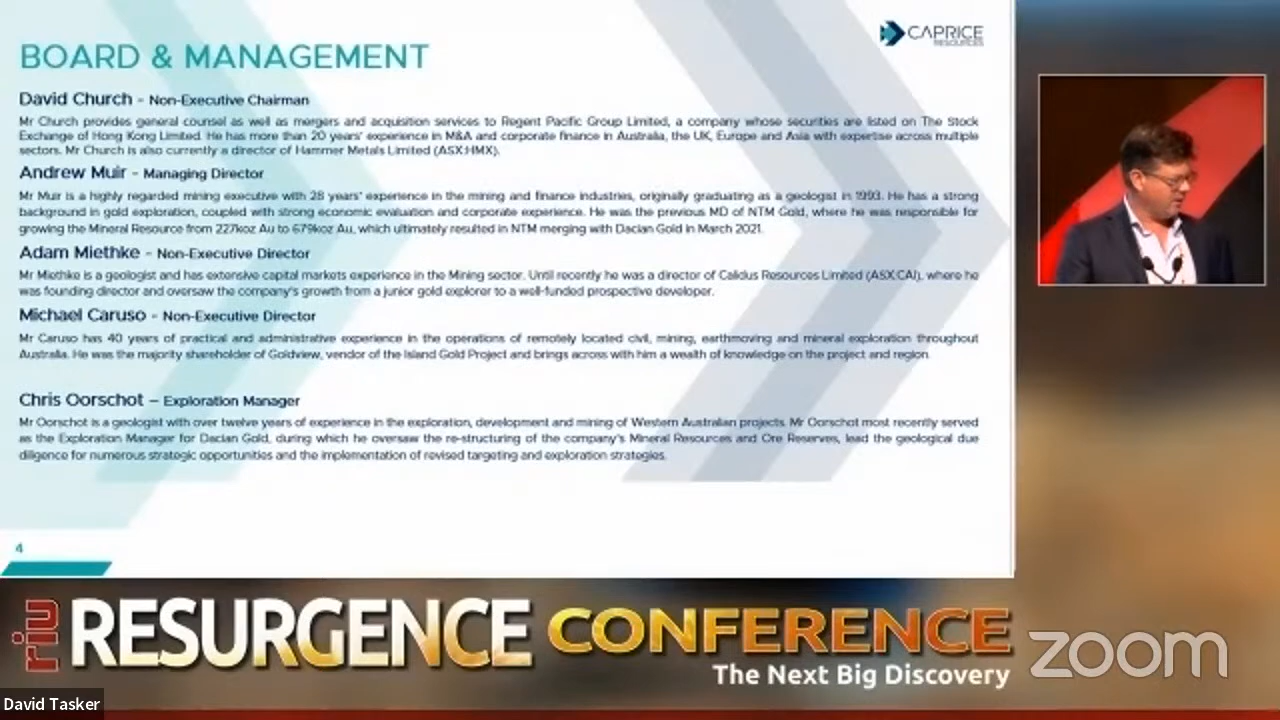 CAPRICE
RESOURCES
BOARD & MANAGEMENT
David Church - Non-Executive Chairman
Mr Church provides general counsel as well as mergers and acquisition services to Regent Pacific Group Limited, a company whose securities are listed on The Stock
Exchange of Hong Kong Limited. He has more than 20 years' experience in M&A and corporate finance in Australia, the UK, Europe and Asia with expertise across multiple
sectors. Mr Church is also currently a director of Hammer Metals Limited (ASX:HMX).
Andrew Muir - Managing Director
Mr Muir is a highly regarded mining executive with 28 years' experience in the mining and finance industries, originally graduating as a geologist in 1993. He has a strong
background in gold exploration, coupled with strong economic evaluation and corporate experience. He was the previous MD of NTM Gold, where he was responsible for
growing the Mineral Resource from 227koz Au to 679koz Au, which ultimately resulted in NTM merging with Dacian Gold in March 2021.
Adam Miethke - Non-Executive Director
Mr Miethke is a geologist and has extensive capital markets experience in the Mining sector. Until recently he was a director of Calidus Resources Limited (ASX:CAI), where he
was founding director and oversaw the company's growth from a junior gold explorer to a well-funded prospective developer.
Michael Caruso - Non-Executive Director
Mr Caruso has 40 years of practical and administrative experience in the operations of remotely located civil, mining, earthmoving and mineral exploration throughout
Australia. He was the majority shareholder of Goldview, vendor of the Island Gold Project and brings across with him a wealth of knowledge on the project and region.
Chris Oorschot – Exploration Manager
Mr Oorschot is a geologist with over twelve years of experience in the exploration, development and mining of Western Australian projects. Mr Oorschot most recently served
as the Exploration Manager for Dacian Gold, during which he oversaw the re-structuring of the company's Mineral Resources and Ore Reserves, lead the geological due
diligence for numerous strategic opportunities and the implementation of revised targeting and exploration strategies.
4
riu RESURGENCE CONFERENCE
The Next Big Discovery
zoom
David Tasker